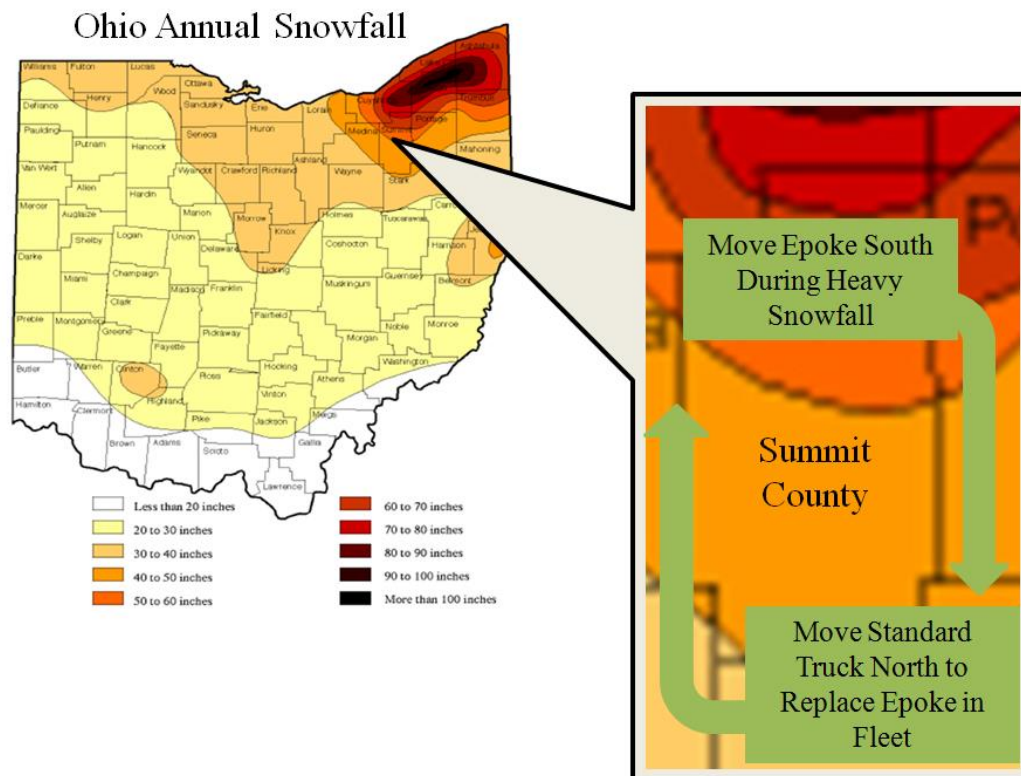 Ohio Annual Snowfall
Ashtabula
Williams
Fulton
Lucas
Ottawa
Lake
Wood
Henry
Sandusky
Erie
Lorain
Trumbull
Defiance
Portage
Seneca
Huron
Medina
Summit
Paulding
Mahoning
Putnam
Hancock
Ashland
Van Wert
Wyandot
Crawford
Richland
Wayne
Stark
Allen
Hardin
Mercer
Marion
Morrow
Holmes
Tuscarawas
Auglaize
Knox
Logan
Union
Coshocton
Harrison
Shelby
Delaware
Darke
Licking
Champaign
Guernsey
Belmont
Miami
Madison
Franklin
Muskingum
Clark
Fairfield
Noble
Monroe
Preble
Montgomery
Greene
Pickaway
Morgan
Fayette
Washington
Butler
Warren
Clinton
Ross
Hocking
Athens
Hamilton
Highland
Vinton
Clermont
Pike
Jackson
Meigs
Brown
Adams
Scioto
Gallia
Lawrence
Less than 20 inches
20 to 30 inches
30 to 40 inches
40 to 50 inches
50 to 60 inches
60 to 70 inches
70 to 80 inches
80 to 90 inches
90 to 100 inches
More than 100 inches
Move Epoke South
During Heavy
Snowfall
Summit
County
Move Standard
Truck North to
Replace Epoke in
Fleet